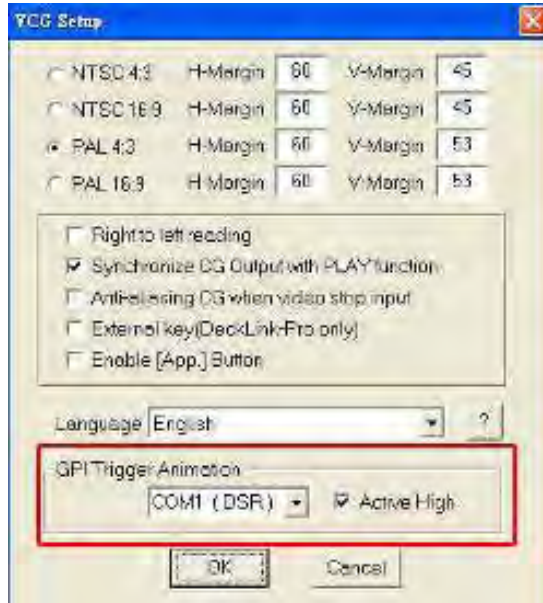 VCG Setup
NTSC 4:3 H-Margin 60 V-Margin 45
NTSC 16:9 H-Margin 60 V-Margin 45
PAL 4:3 H-Margin 60 V-Margin 53
PAL 16:9 H-Margin 60 V-Margin 53
Right to left reading
Synchronize CG Output with PLAY function
Anti-aliasing CG when video stop input
External key(DeckLink-Pro only)
Enable [App.] Button
Language English ?
GPI Trigger Animation
COM1 (DSR) Active High
OK Cancel